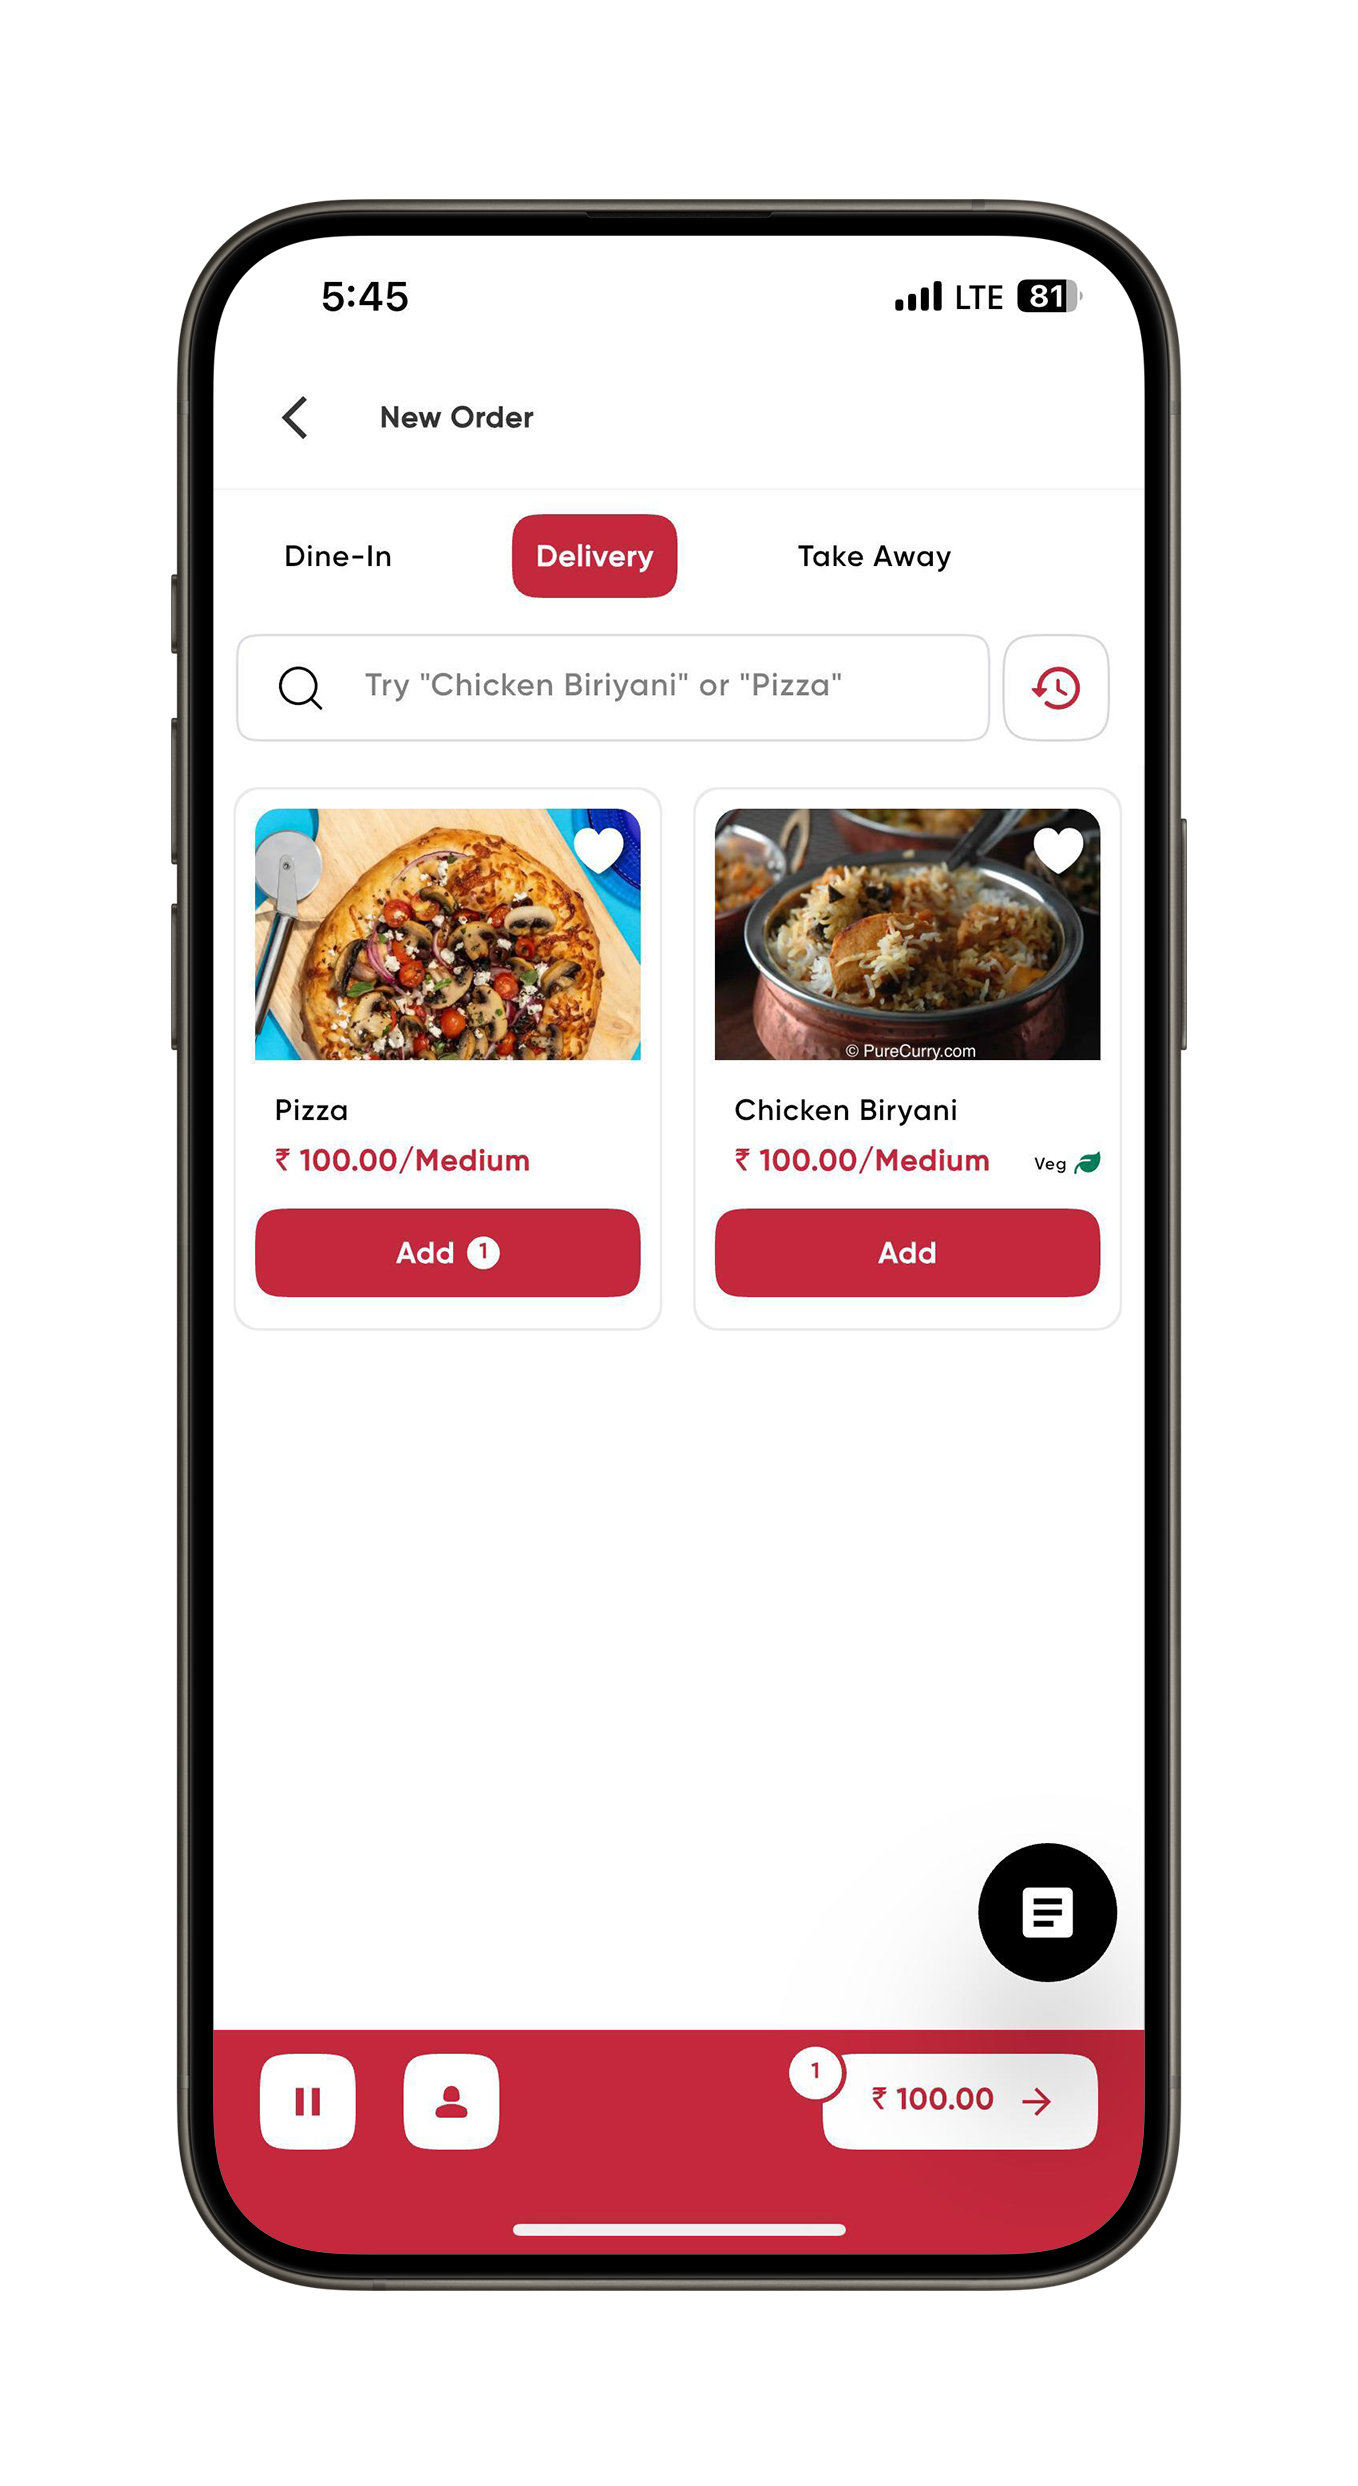 5:45
LTE 81
New Order
Dine-In Delivery Take Away
Try "Chicken Biriyani" or "Pizza"
© PureCurry.com
Pizza
₹ 100.00/Medium
Add 1
Chicken Biryani
₹ 100.00/Medium Veg
Add
1
₹ 100.00